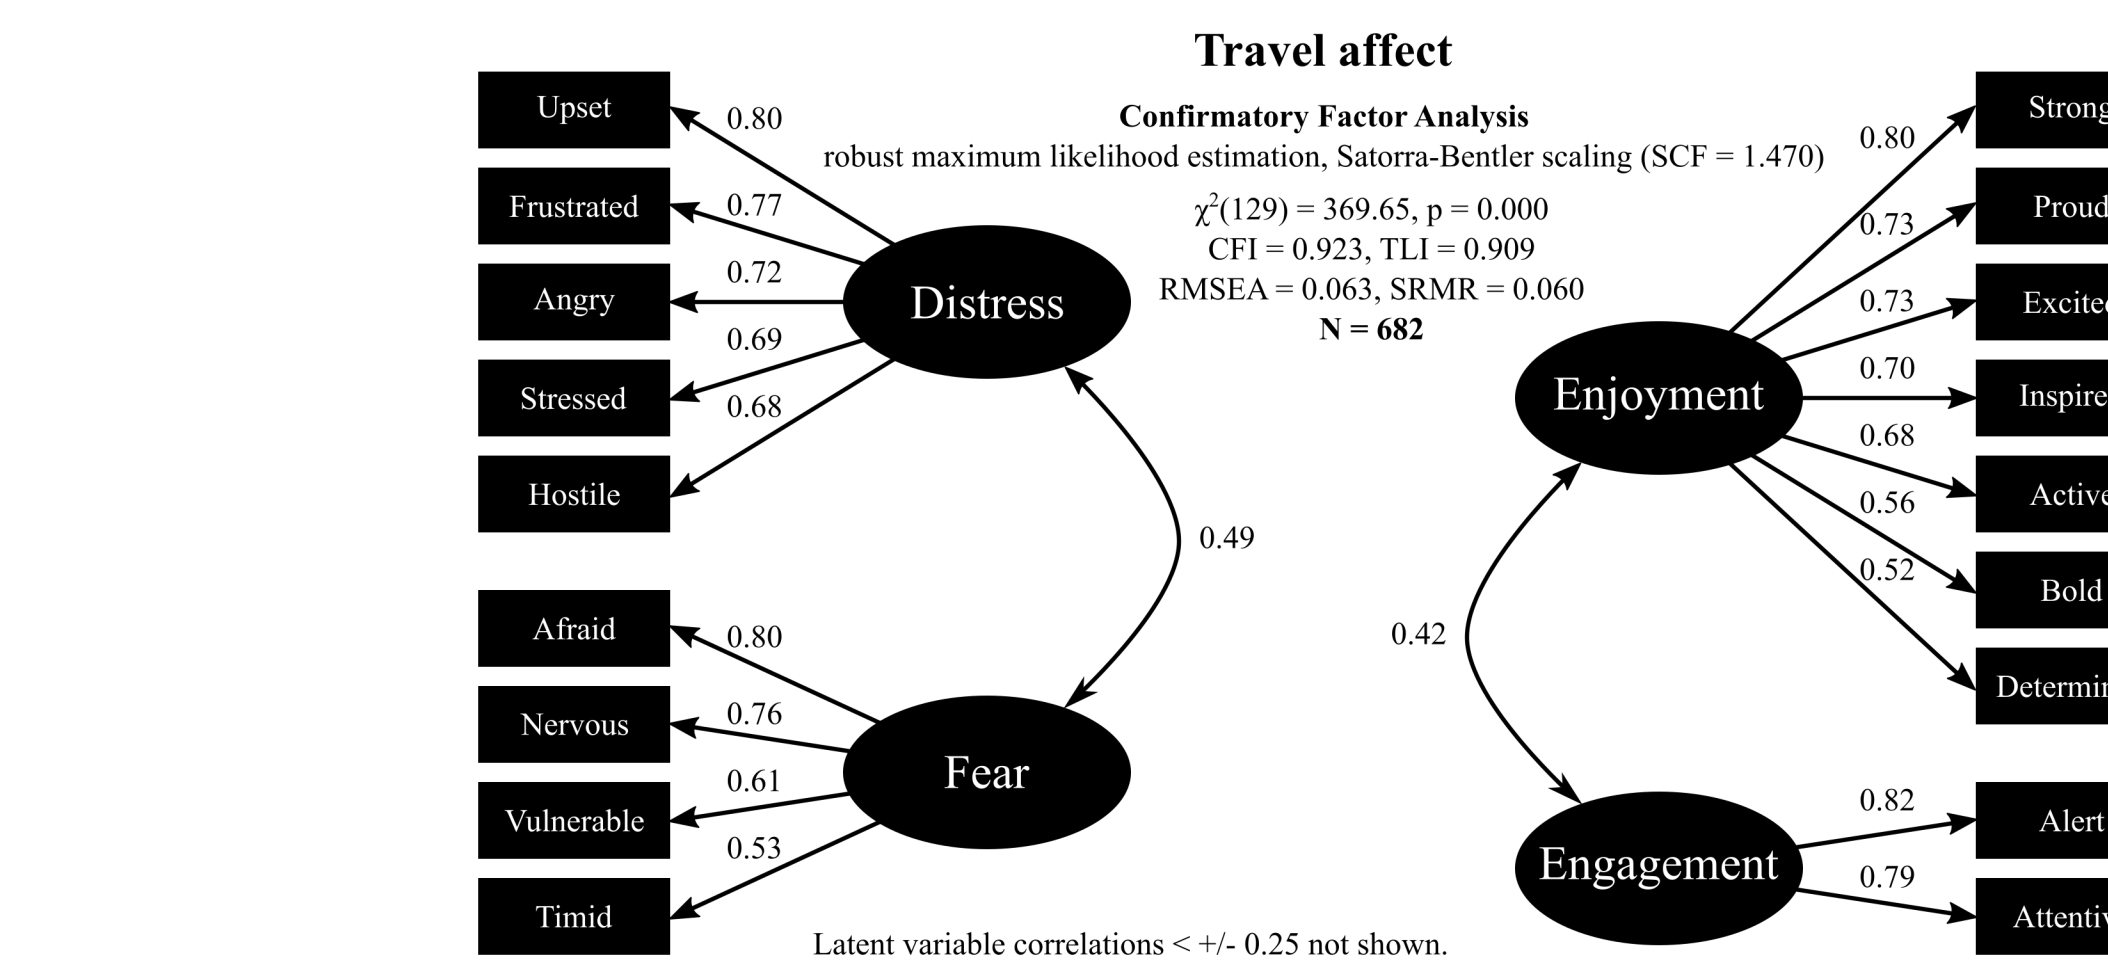 Travel affect
Confirmatory Factor Analysis
robust maximum likelihood estimation, Satorra-Bentler scaling (SCF = 1.470)
χ²(129) = 369.65, p = 0.000
CFI = 0.923, TLI = 0.909
RMSEA = 0.063, SRMR = 0.060
N = 682
Upset
0.80
Frustrated
0.77
Angry
0.72
Stressed
0.69
Hostile
0.68
Distress
0.49
Afraid
0.80
Nervous
0.76
Vulnerable
0.61
Timid
0.53
Fear
Enjoyment
0.80
Strong
0.73
Proud
0.73
Excite
0.70
Inspire
0.68
Active
0.56
Bold
0.52
Determin
0.42
Engagement
0.82
Alert
0.79
Attentiv
Latent variable correlations < +/- 0.25 not shown.